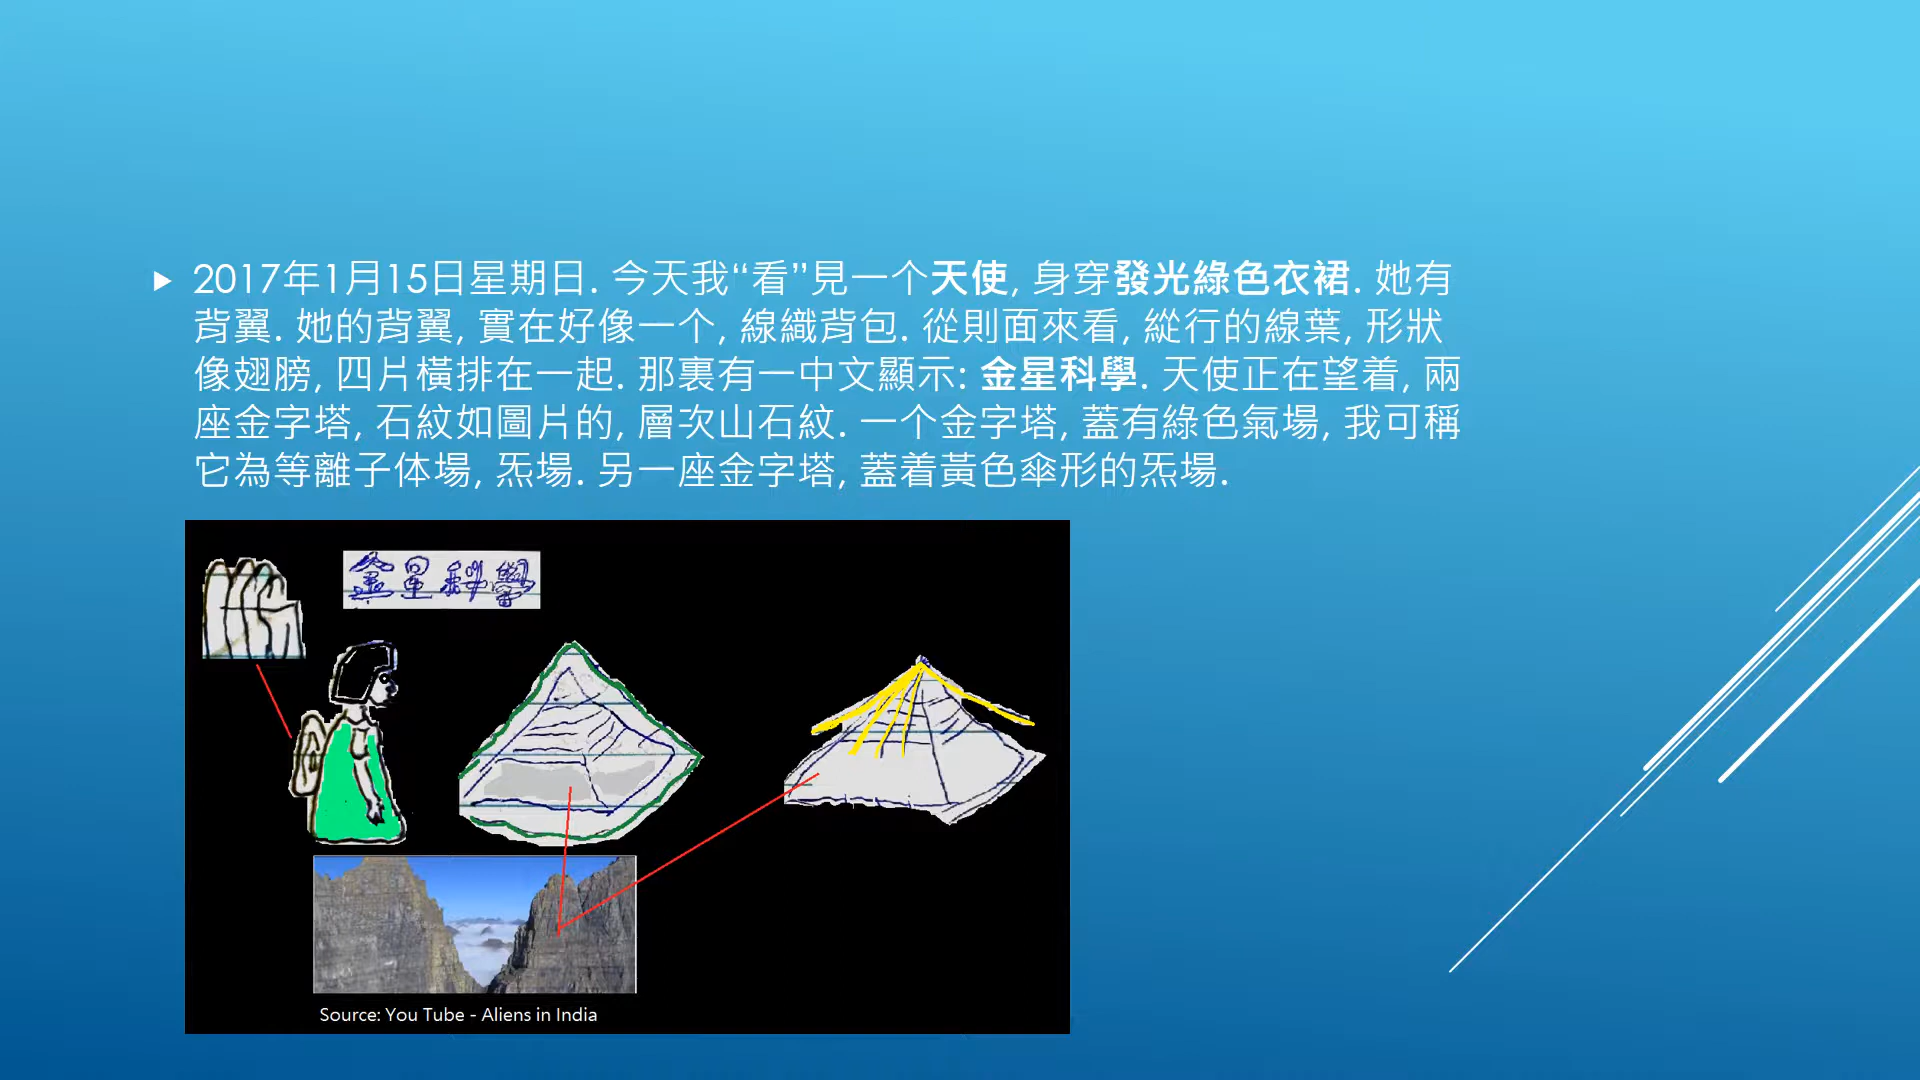 2017年1月15日星期日. 今天我“看”見一个天使, 身穿發光綠色衣裙. 她有
背翼. 她的背翼, 實在好像一个, 線織背包. 從則面來看, 縱行的線葉, 形狀
像翅膀, 四片橫排在一起. 那裏有一中文顯示: 金星科學. 天使正在望着, 兩
座金字塔, 石紋如圖片的, 層次山石紋. 一个金字塔, 蓋有綠色氣場, 我可稱
它為等離子体場, 炁場. 另一座金字塔, 蓋着黃色傘形的炁場.
金星科學
Source: You Tube - Aliens in India